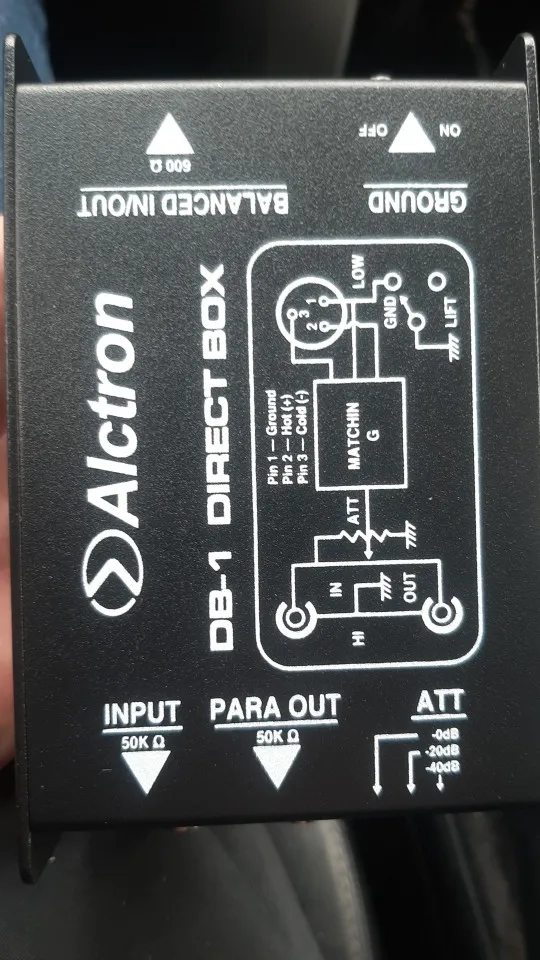 BALANCED IN/OUT
600 Ω
GROUND
ON OFF
Alctron
DB-1 DIRECT BOX
Pin 1 — Ground
Pin 2 — Hot (+)
Pin 3 — Cold (-)
1
2
3
LOW
GND
LIFT
MATCHIN
G
ATT
IN
OUT
HI
INPUT
50K Ω
PARA OUT
50K Ω
ATT
-0dB
-20dB
-40dB